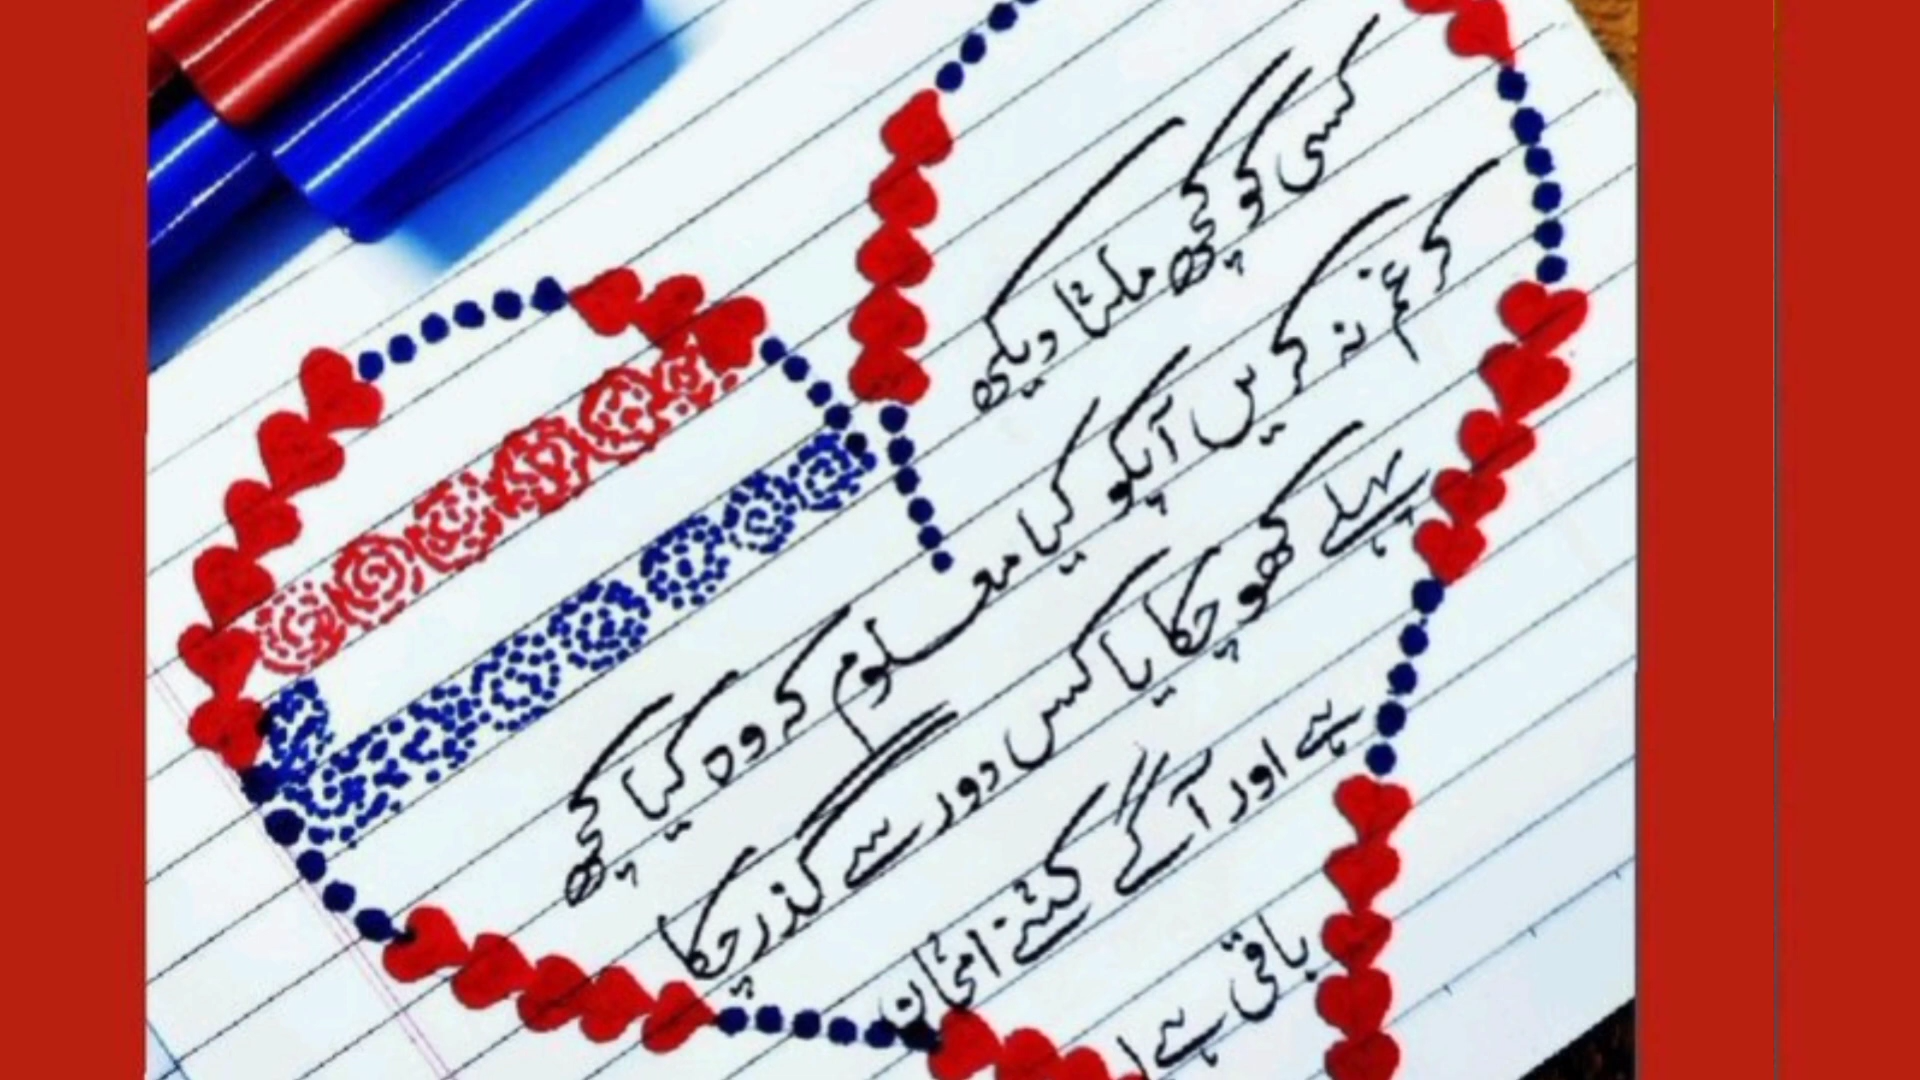 کسی کو کچھ ملتا دیکھ
کر غم نہ کریں آپکو کیا معلوم کہ وہ کیا کچھ
پہلے کھو چکا یا کس دور سے گذر چکا
ہے اور آگے کتنے امتحان
باقی ہے!